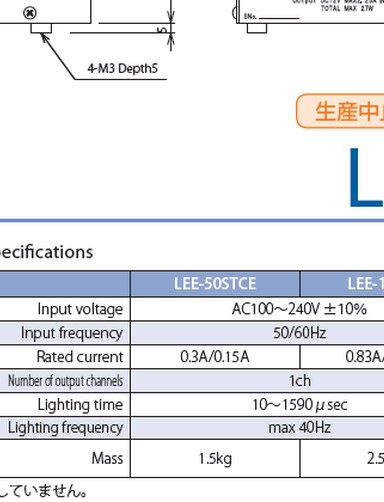 Output DC12V MAX2.25A
TOTAL MAX 27W
SNo.
5
4-M3 Depth5
生産中止
L
pecifications
LEE-50STCE LEE-1
Input voltage AC100～240V ±10%
Input frequency 50/60Hz
Rated current 0.3A/0.15A 0.83A/
Number of output channels 1ch
Lighting time 10～1590μsec
Lighting frequency max 40Hz
Mass 1.5kg 2.5
していません。